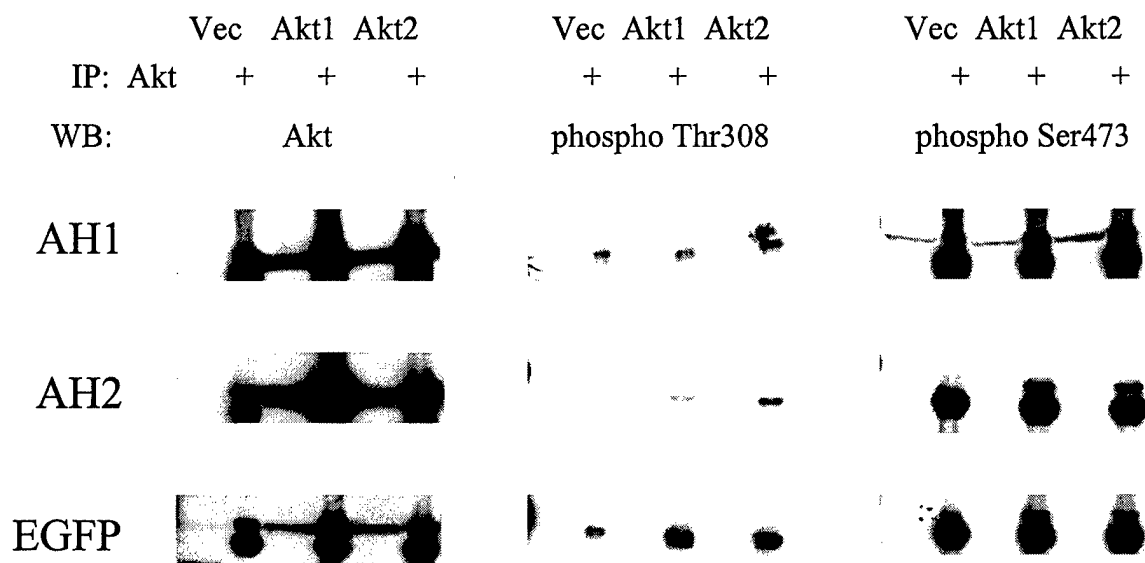 Vec Akt1 Akt2 Vec Akt1 Akt2 Vec Akt1 Akt2
IP: Akt + + + + + + + + +
WB: Akt phospho Thr308 phospho Ser473
AH1
AH2
EGFP